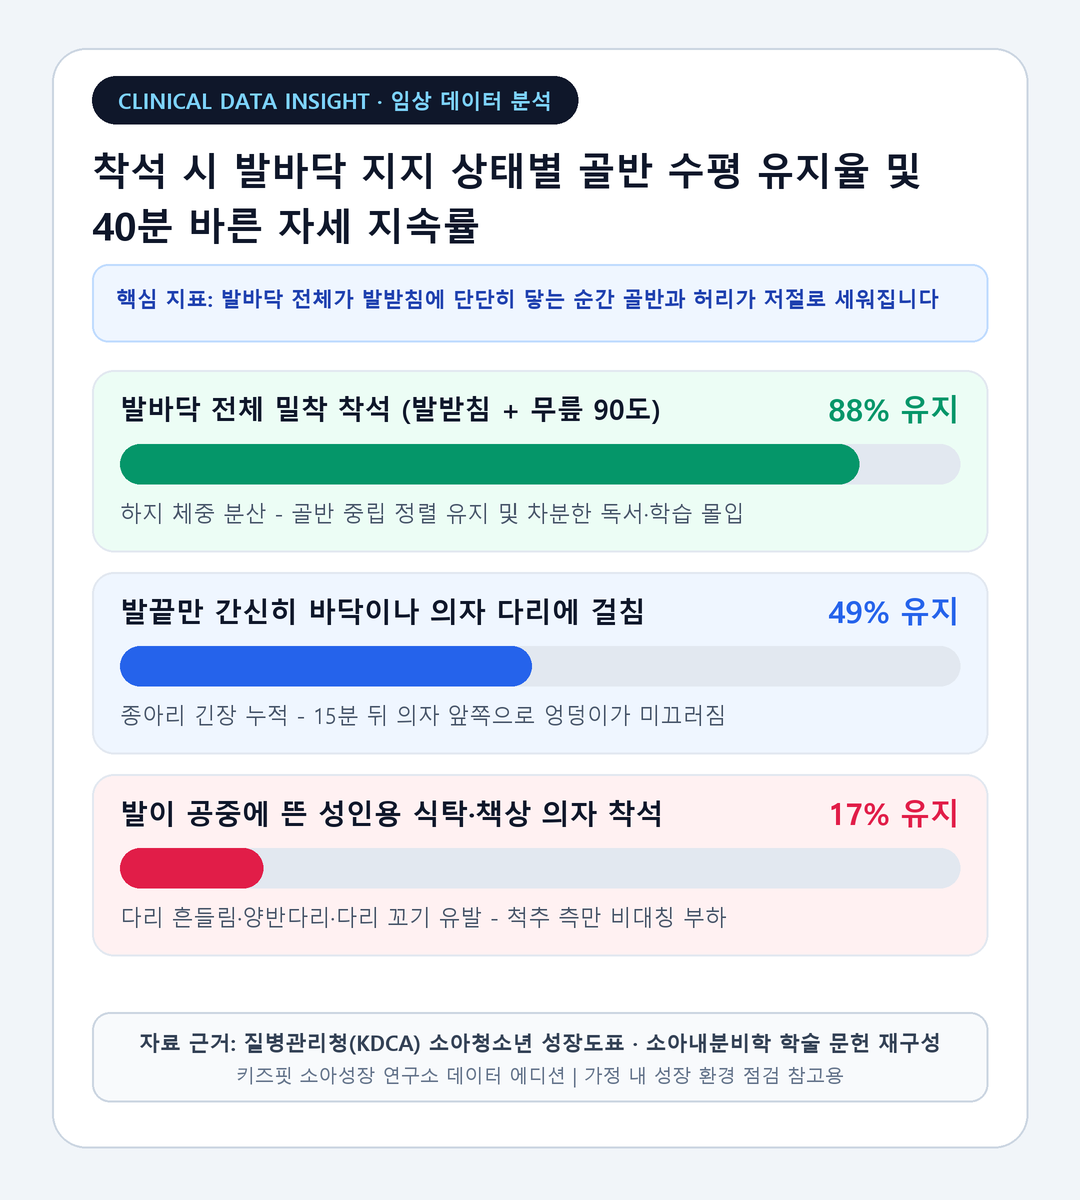 CLINICAL DATA INSIGHT · 임상 데이터 분석
착석 시 발바닥 지지 상태별 골반 수평 유지율 및
40분 바른 자세 지속률
핵심 지표: 발바닥 전체가 발받침에 단단히 닿는 순간 골반과 허리가 저절로 세워집니다
발바닥 전체 밀착 착석 (발받침 + 무릎 90도)
88% 유지
하지 체중 분산 - 골반 중립 정렬 유지 및 차분한 독서·학습 몰입
발끝만 간신히 바닥이나 의자 다리에 걸침
49% 유지
종아리 긴장 누적 - 15분 뒤 의자 앞쪽으로 엉덩이가 미끄러짐
발이 공중에 뜬 성인용 식탁·책상 의자 착석
17% 유지
다리 흔들림·양반다리·다리 꼬기 유발 - 척추 측만 비대칭 부하
자료 근거: 질병관리청(KDCA) 소아청소년 성장도표 · 소아내분비학 학술 문헌 재구성
키즈핏 소아성장 연구소 데이터 에디션 | 가정 내 성장 환경 점검 참고용